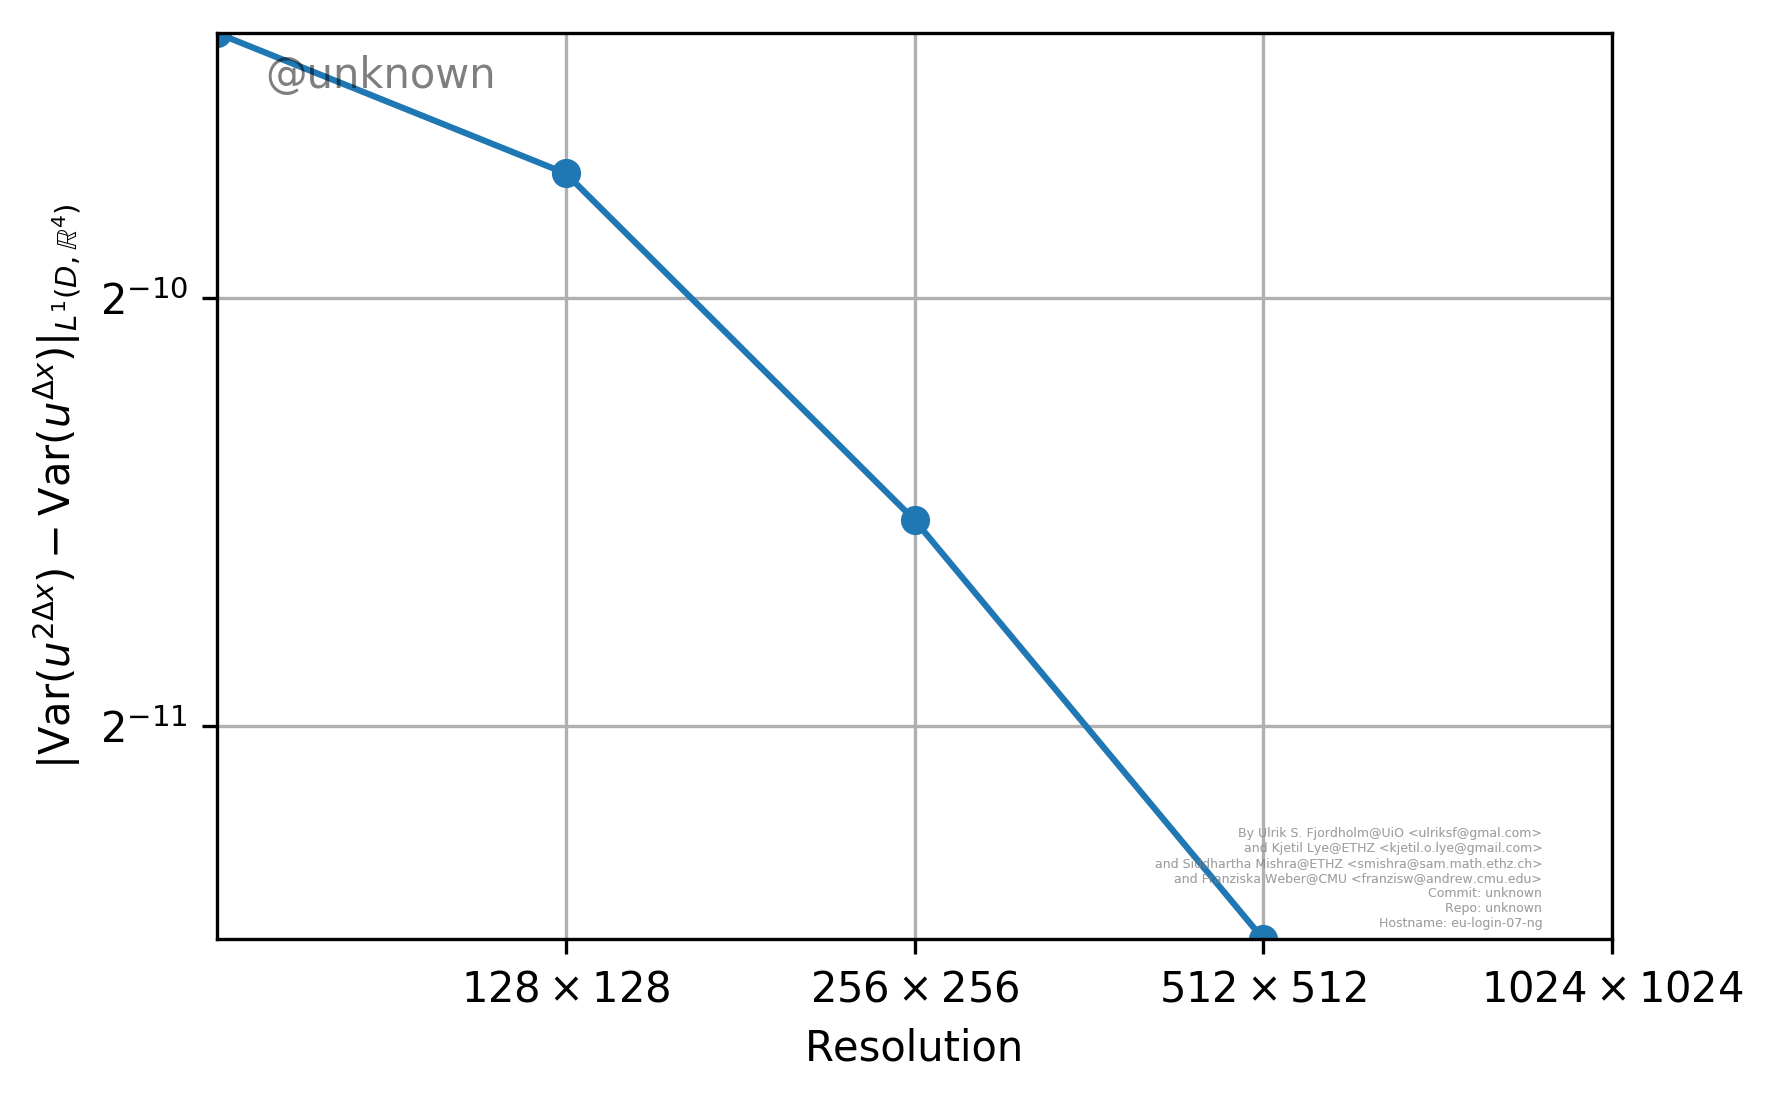 @unknown
|Var(u^{2Δx}) − Var(u^{Δx})|_{L^1(D, ℝ^4)}
2^{−10}
2^{−11}
By Ulrik S. Fjordholm@UiO <ulriksf@gmal.com>
and Kjetil Lye@ETHZ <kjetil.o.lye@gmail.com>
and Siddhartha Mishra@ETHZ <smishra@sam.math.ethz.ch>
and Franziska Weber@CMU <franzisw@andrew.cmu.edu>
Commit: unknown
Repo: unknown
Hostname: eu-login-07-ng
128 × 128 256 × 256 512 × 512 1024 × 1024
Resolution